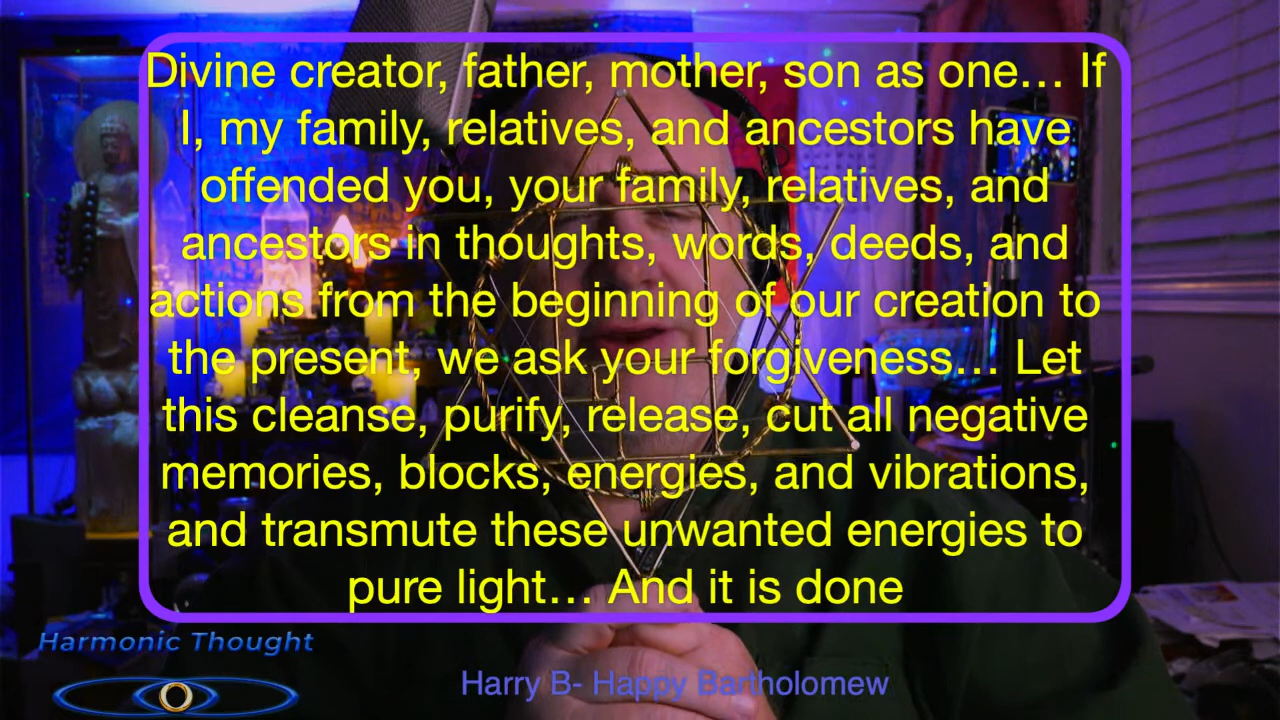 Divine creator, father, mother, son as one... If
I, my family, relatives, and ancestors have
offended you, your family, relatives, and
ancestors in thoughts, words, deeds, and
actions from the beginning of our creation to
the present, we ask your forgiveness... Let
this cleanse, purify, release, cut all negative
memories, blocks, energies, and vibrations,
and transmute these unwanted energies to
pure light... And it is done
Harmonic Thought
Harry B- Happy Bartholomew